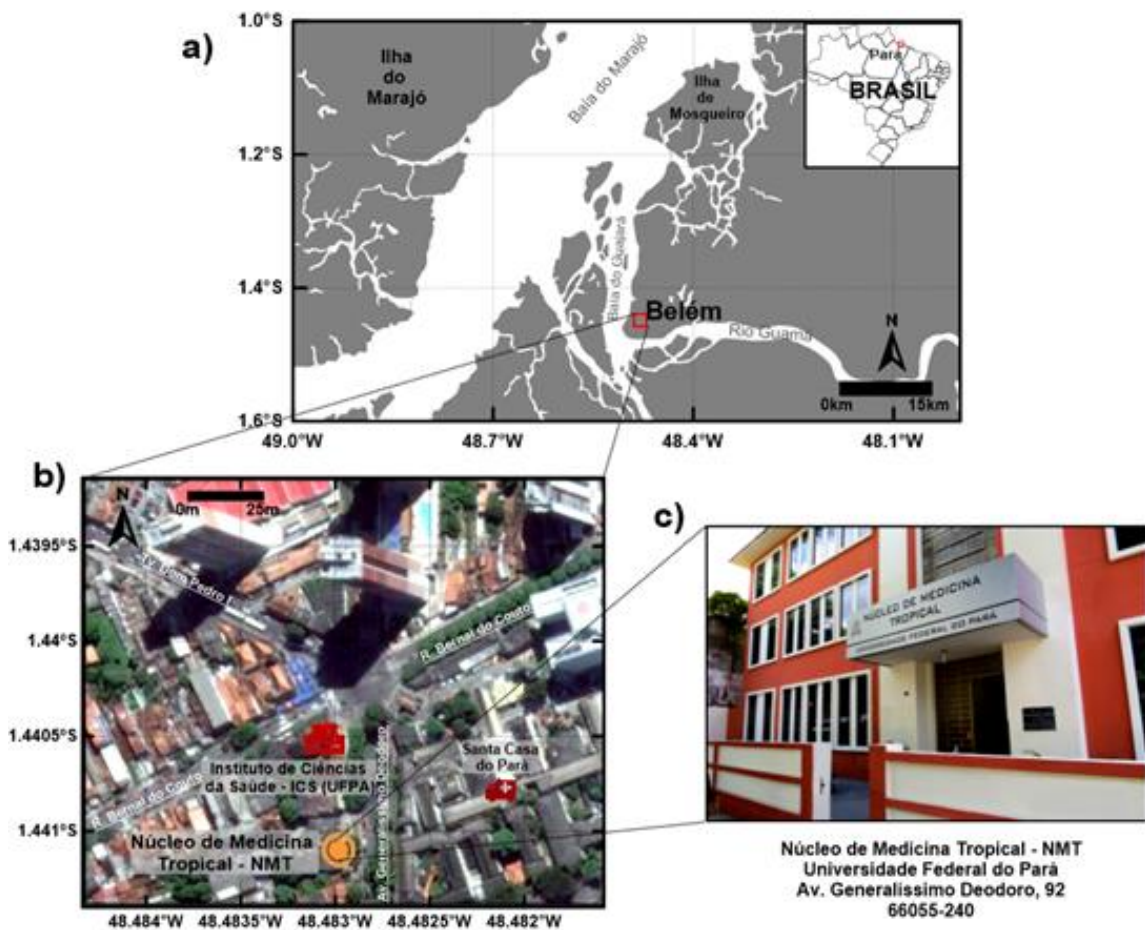 a)
1.0°S
1.2°S
1.4°S
1.6°S
49.0°W
48.7°W
48.4°W
48.1°W
Ilha
do
Marajó
Baía do Marajó
Ilha
de
Mosqueiro
Pará
BRASIL
Baía do Guajará
Belém
Rio Guamá
N
0km
15km
b)
N
0m
25m
1.4395°S
1.44°S
1.4405°S
1.441°S
Av. Dom Pedro I
R. Bernal do Couto
Instituto de Ciências
da Saúde - ICS (UFPA)
Santa Casa
do Pará
R. Bernal do Couto
Av. Generalíssimo Deodoro
Núcleo de Medicina
Tropical - NMT
48.484°W
48.4835°W
48.483°W
48.4825°W
48.482°W
c)
NÚCLEO DE MEDICINA
TROPICAL
UNIVERSIDADE FEDERAL DO PARÁ
Núcleo de Medicina Tropical - NMT
Universidade Federal do Pará
Av. Generalissimo Deodoro, 92
66055-240